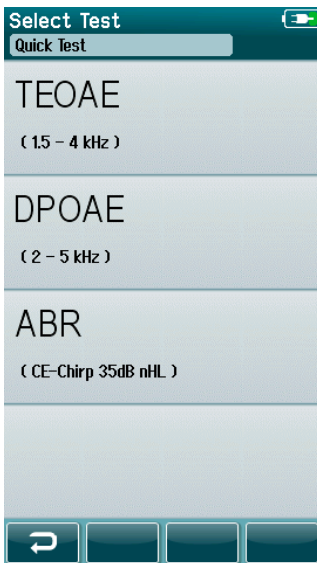 Select Test
Quick Test
TEOAE
( 1.5 - 4 kHz )
DPOAE
( 2 - 5 kHz )
ABR
( CE-Chirp 35dB nHL )